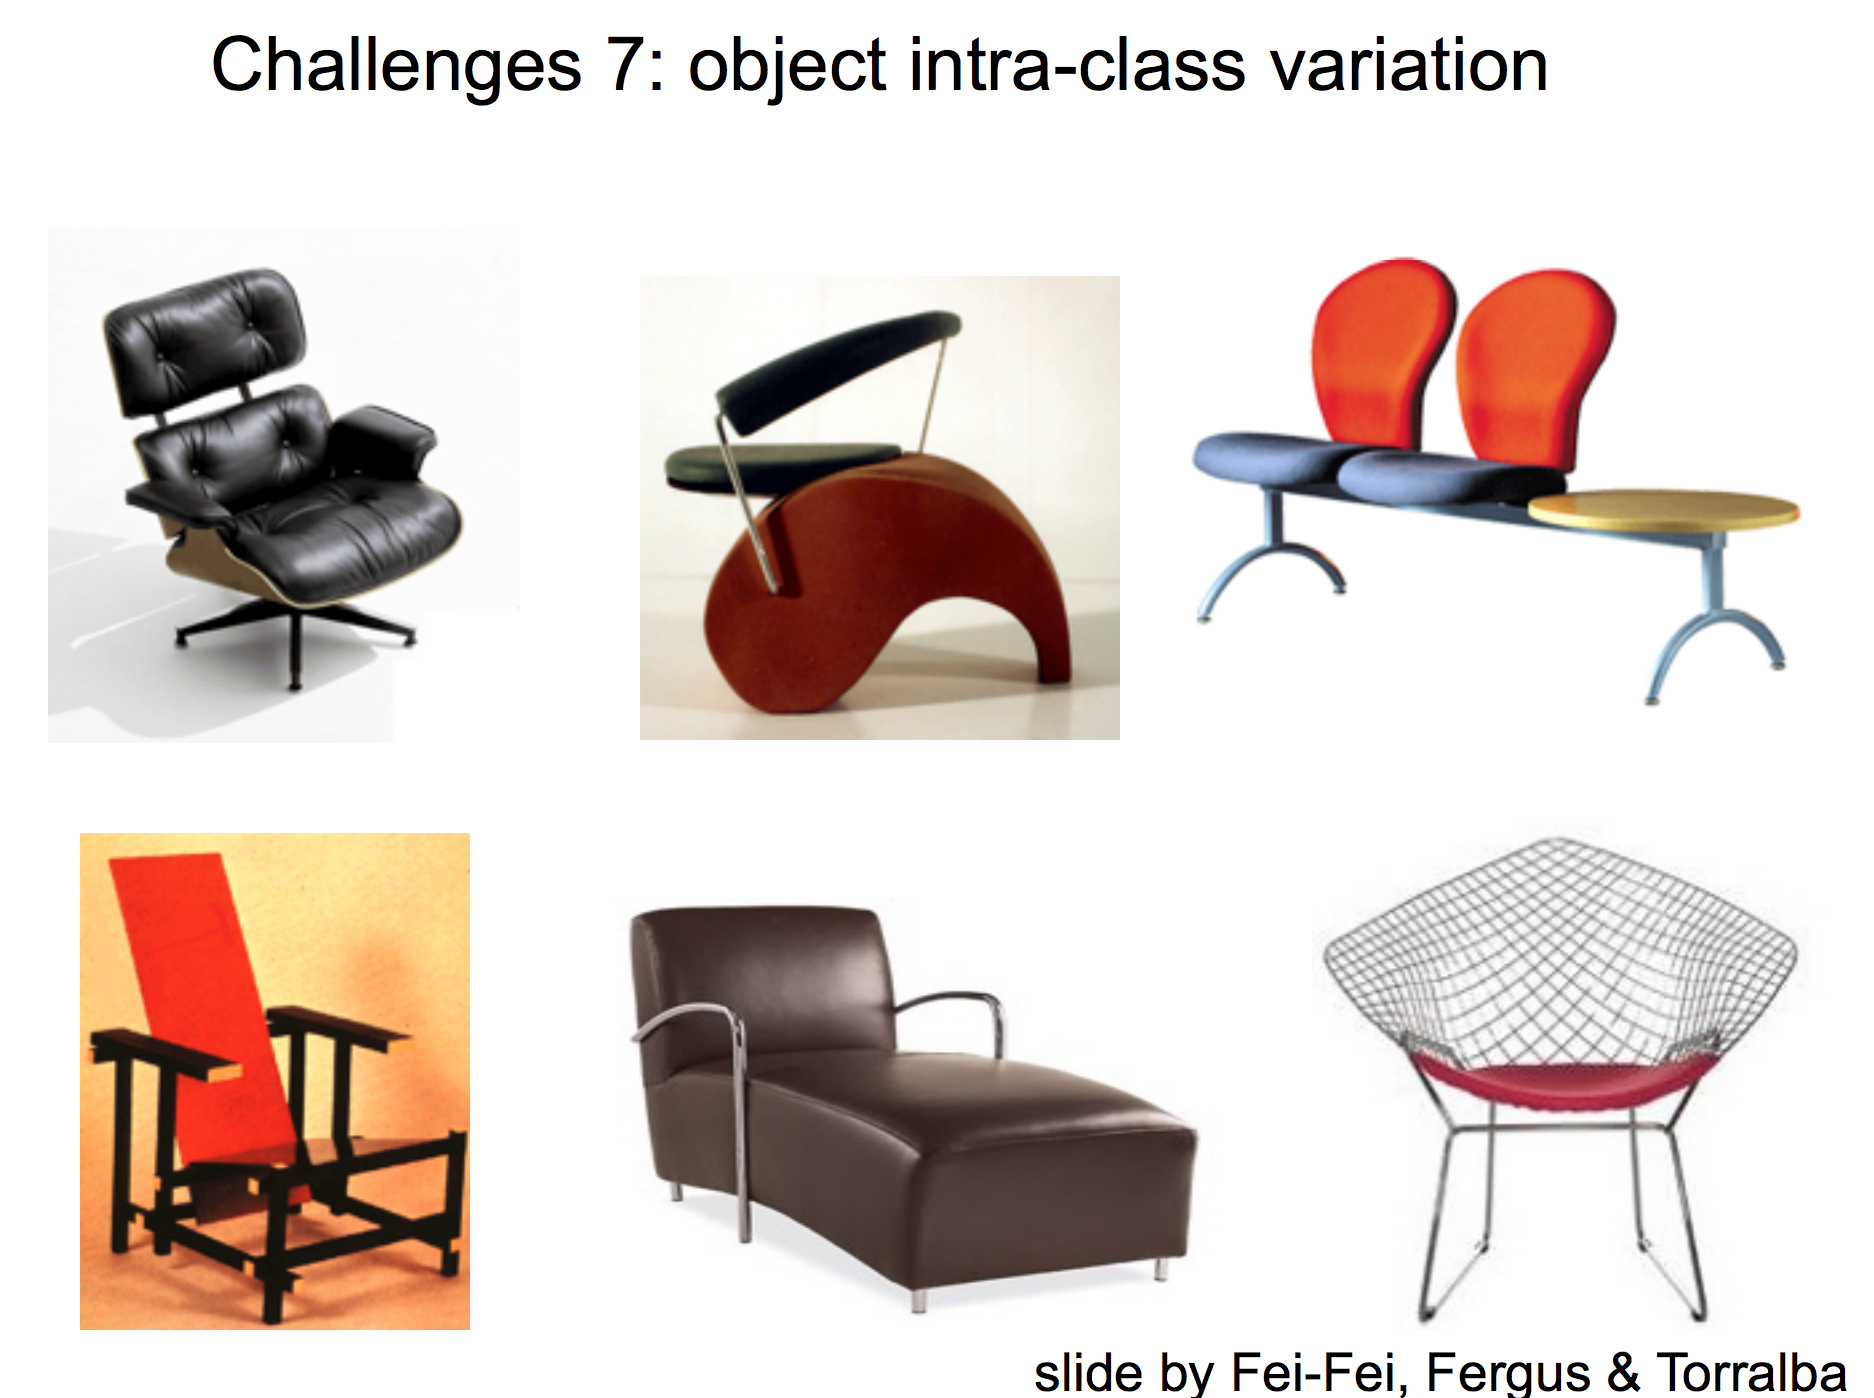 Challenges 7: object intra-class variation
slide by Fei-Fei, Fergus & Torralba